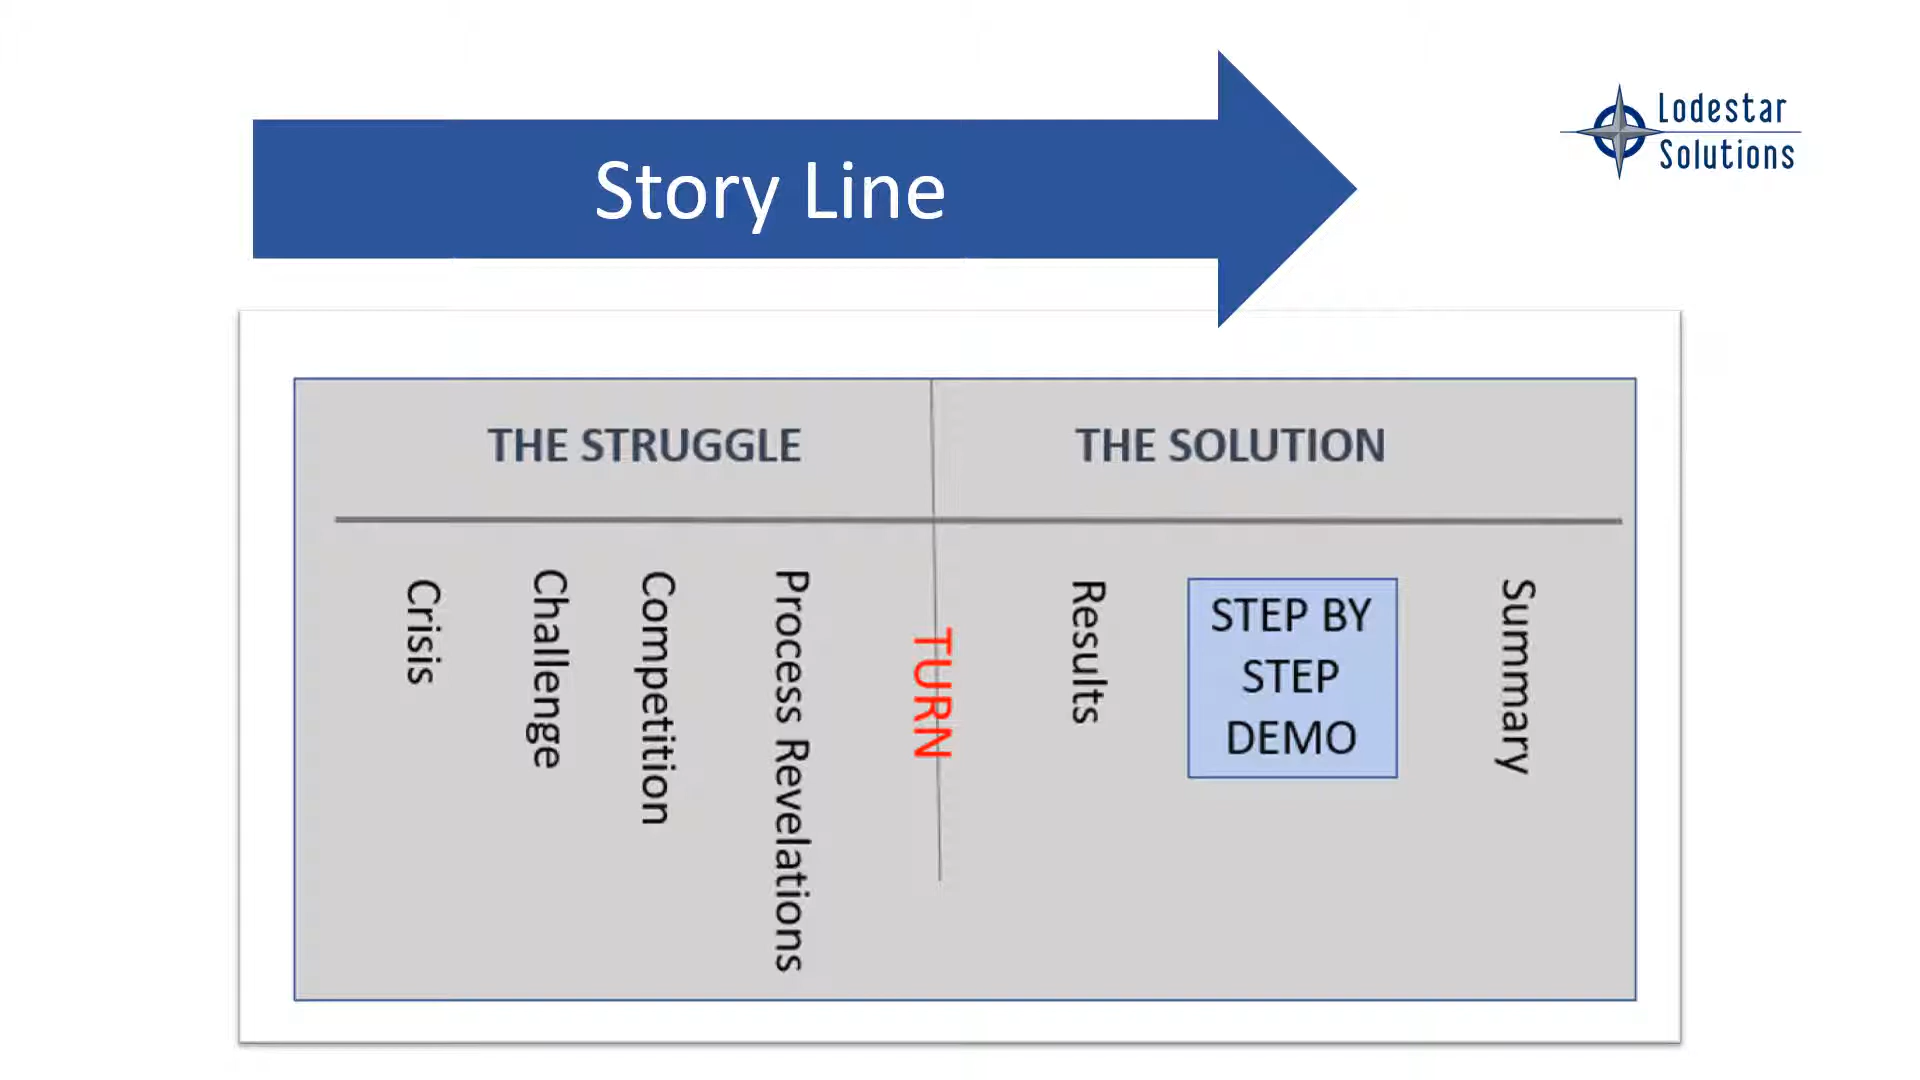 Story Line
Lodestar
Solutions
THE STRUGGLE
THE SOLUTION
Crisis
Challenge
Competition
Process Revelations
TURN
Results
STEP BY
STEP
DEMO
Summary